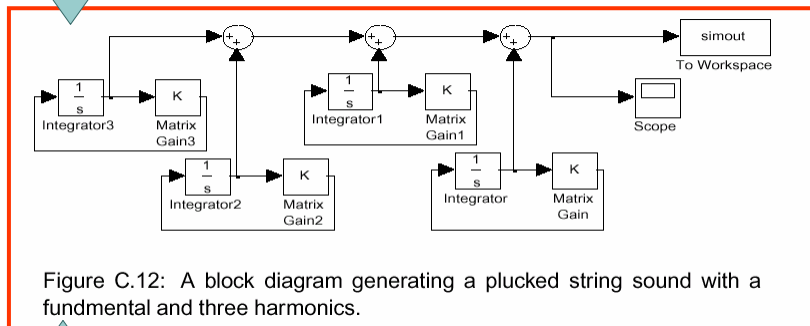 +
+
+
+
+
+
simout
To Workspace
1
s
Integrator3
K
Matrix
Gain3
1
s
Integrator1
K
Matrix
Gain1
Scope
1
s
Integrator2
K
Matrix
Gain2
1
s
Integrator
K
Matrix
Gain
Figure C.12: A block diagram generating a plucked string sound with a
fundmental and three harmonics.